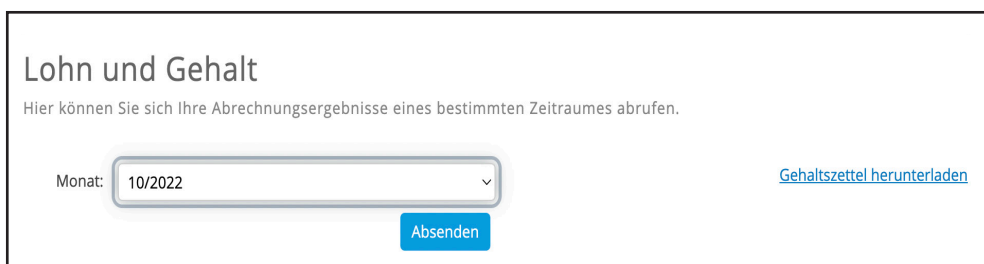 Lohn und Gehalt
Hier können Sie sich Ihre Abrechnungsergebnisse eines bestimmten Zeitraumes abrufen.
Monat: 10/2022 Gehaltszettel herunterladen
Absenden